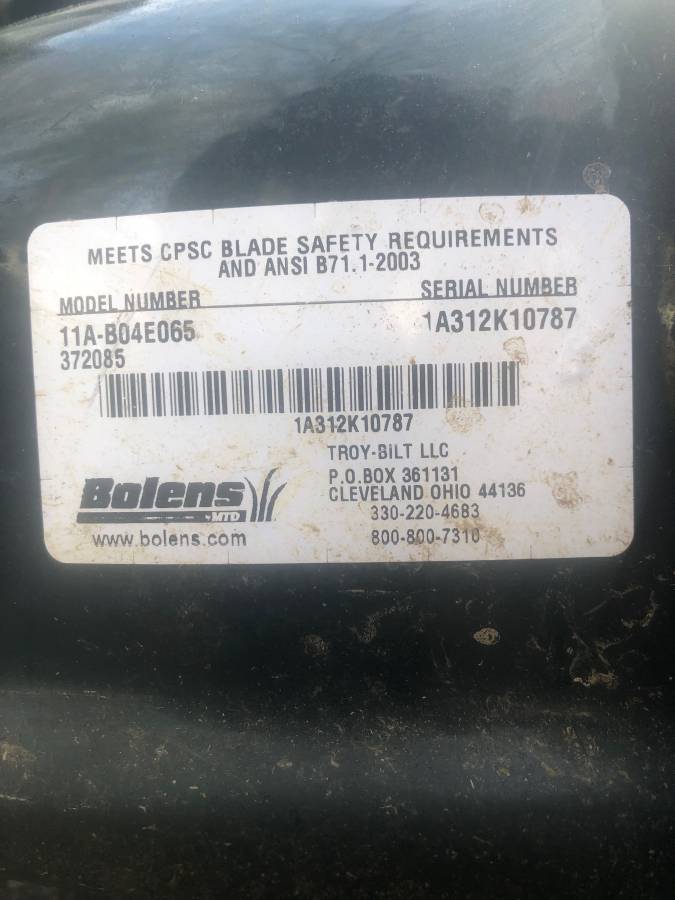 MEETS CPSC BLADE SAFETY REQUIREMENTS
AND ANSI B71.1-2003
MODEL NUMBER SERIAL NUMBER
11A-B04E065 1A312K10787
372085
1A312K10787
TROY-BILT LLC
P.O.BOX 361131
CLEVELAND OHIO 44136
330-220-4683
800-800-7310
Bolens
MTD
www.bolens.com